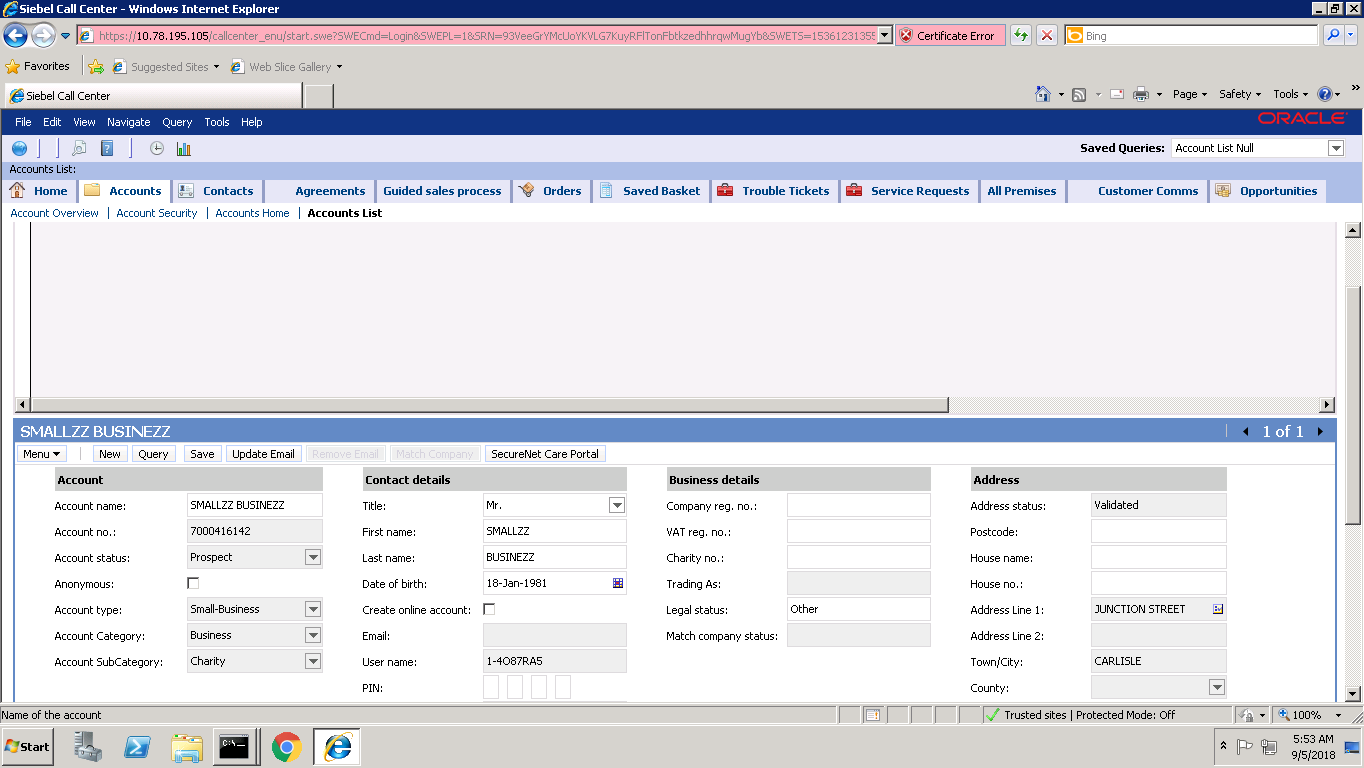 Siebel Call Center - Windows Internet Explorer
https://10.78.195.105/callcenter_enu/start.swe?SWECmd=Login&SWEPL=1&SRN= Certificate Error Bing
Favorites Suggested Sites Web Slice Gallery
Siebel Call Center Page Safety Tools
File Edit View Navigate Query Tools Help ORACLE
Saved Queries: Account List Null
Accounts List:
Home Accounts Contacts Agreements Guided sales process Orders Saved Basket Trouble Tickets Service Requests All Premises Customer Comms Opportunities
Account Overview | Account Security | Accounts Home | Accounts List
SMALLZZ BUSINEZZ 1 of 1
Menu New Query Save Update Email Remove Email Match Company SecureNet Care Portal
Account Contact details Business details Address
Account name: SMALLZZ BUSINEZZ Title: Mr. Company reg. no.: Address status: Validated
Account no.: 7000416142 First name: SMALLZZ VAT reg. no.: Postcode:
Account status: Prospect Last name: BUSINEZZ Charity no.: House name:
Anonymous: Date of birth: 18-Jan-1981 Trading As: House no.:
Account type: Small-Business Create online account: Legal status: Other Address Line 1: JUNCTION STREET
Account Category: Business Email: Match company status: Address Line 2:
Account SubCategory: Charity User name: 1-4O87RA5 Town/City: CARLISLE
PIN: County:
Name of the account Trusted sites | Protected Mode: Off 100%
Start 5:53 AM
9/5/2018